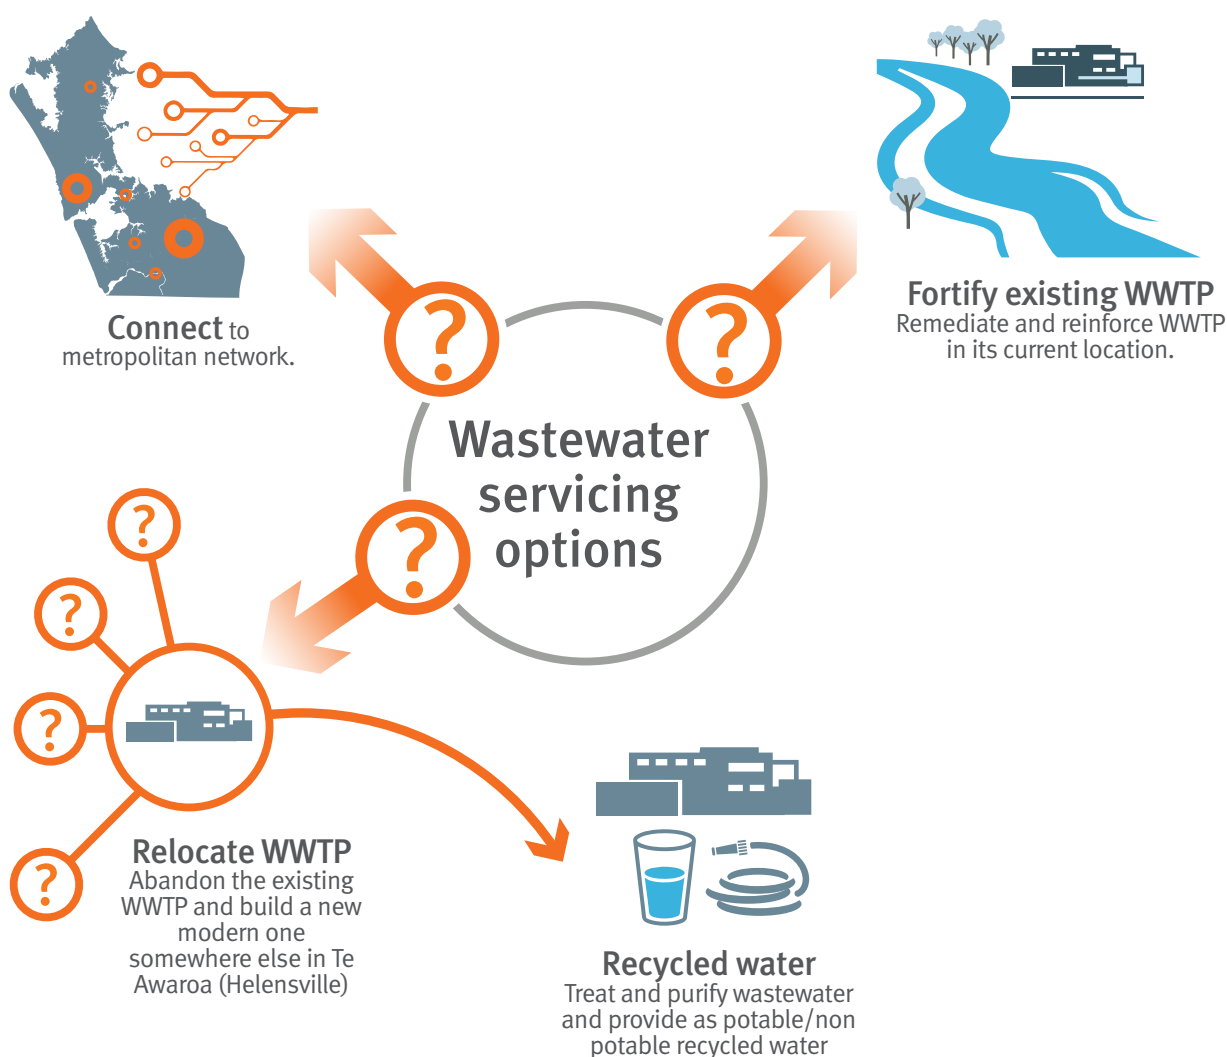 Connect to
metropolitan network.
Fortify existing WWTP
Remediate and reinforce WWTP
in its current location.
?
?
Wastewater
servicing
options
?
?
?
?
?
Relocate WWTP
Abandon the existing
WWTP and build a new
modern one
somewhere else in Te
Awaroa (Helensville)
Recycled water
Treat and purify wastewater
and provide as potable/non
potable recycled water